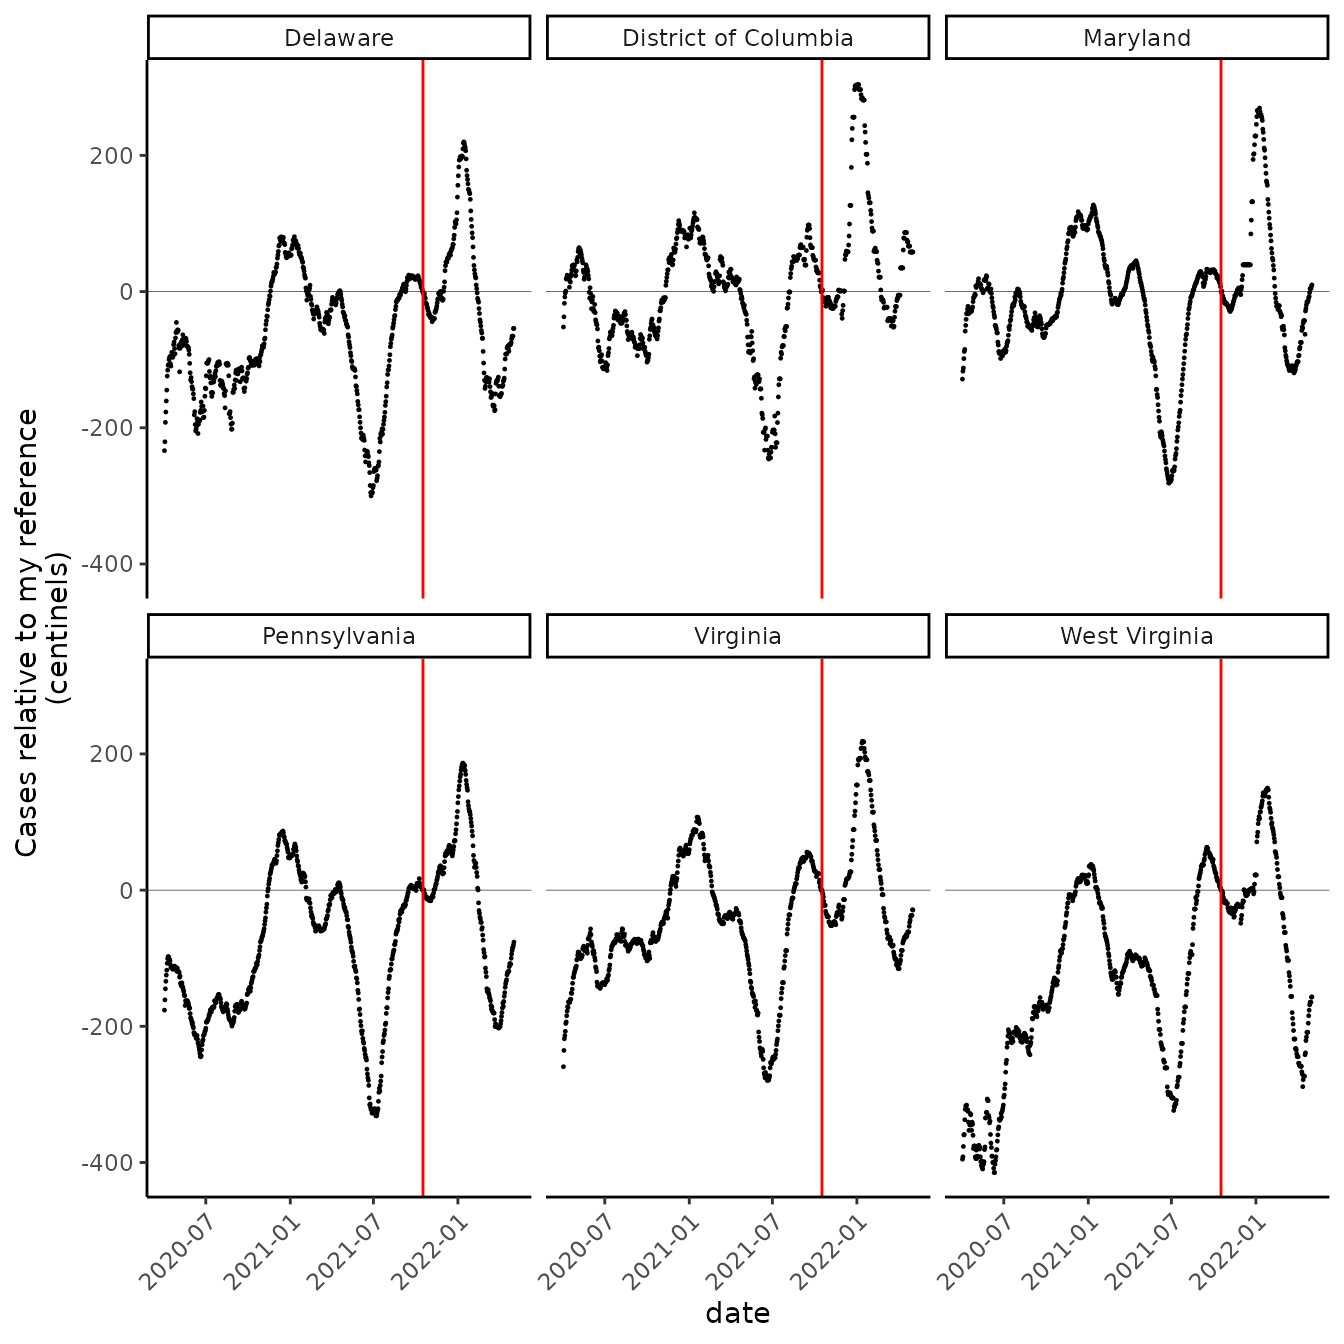 Delaware
District of Columbia
Maryland
200
0
-200
-400
Cases relative to my reference
(centinels)
Pennsylvania
Virginia
West Virginia
200
0
-200
-400
2020-07
2021-01
2021-07
2022-01
2020-07
2021-01
2021-07
2022-01
2020-07
2021-01
2021-07
2022-01
date